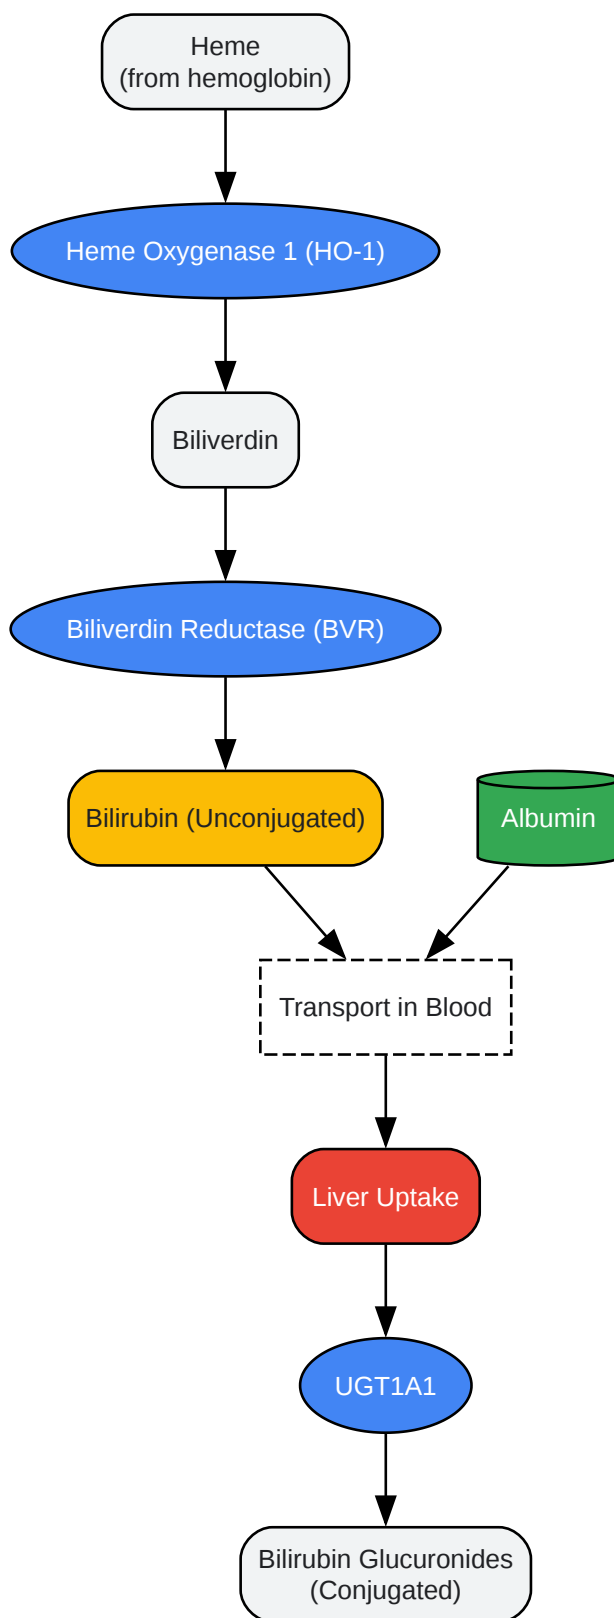 Heme
(from hemoglobin)
Heme Oxygenase 1 (HO-1)
Biliverdin
Biliverdin Reductase (BVR)
Bilirubin (Unconjugated)
Albumin
Transport in Blood
Liver Uptake
UGT1A1
Bilirubin Glucuronides
(Conjugated)